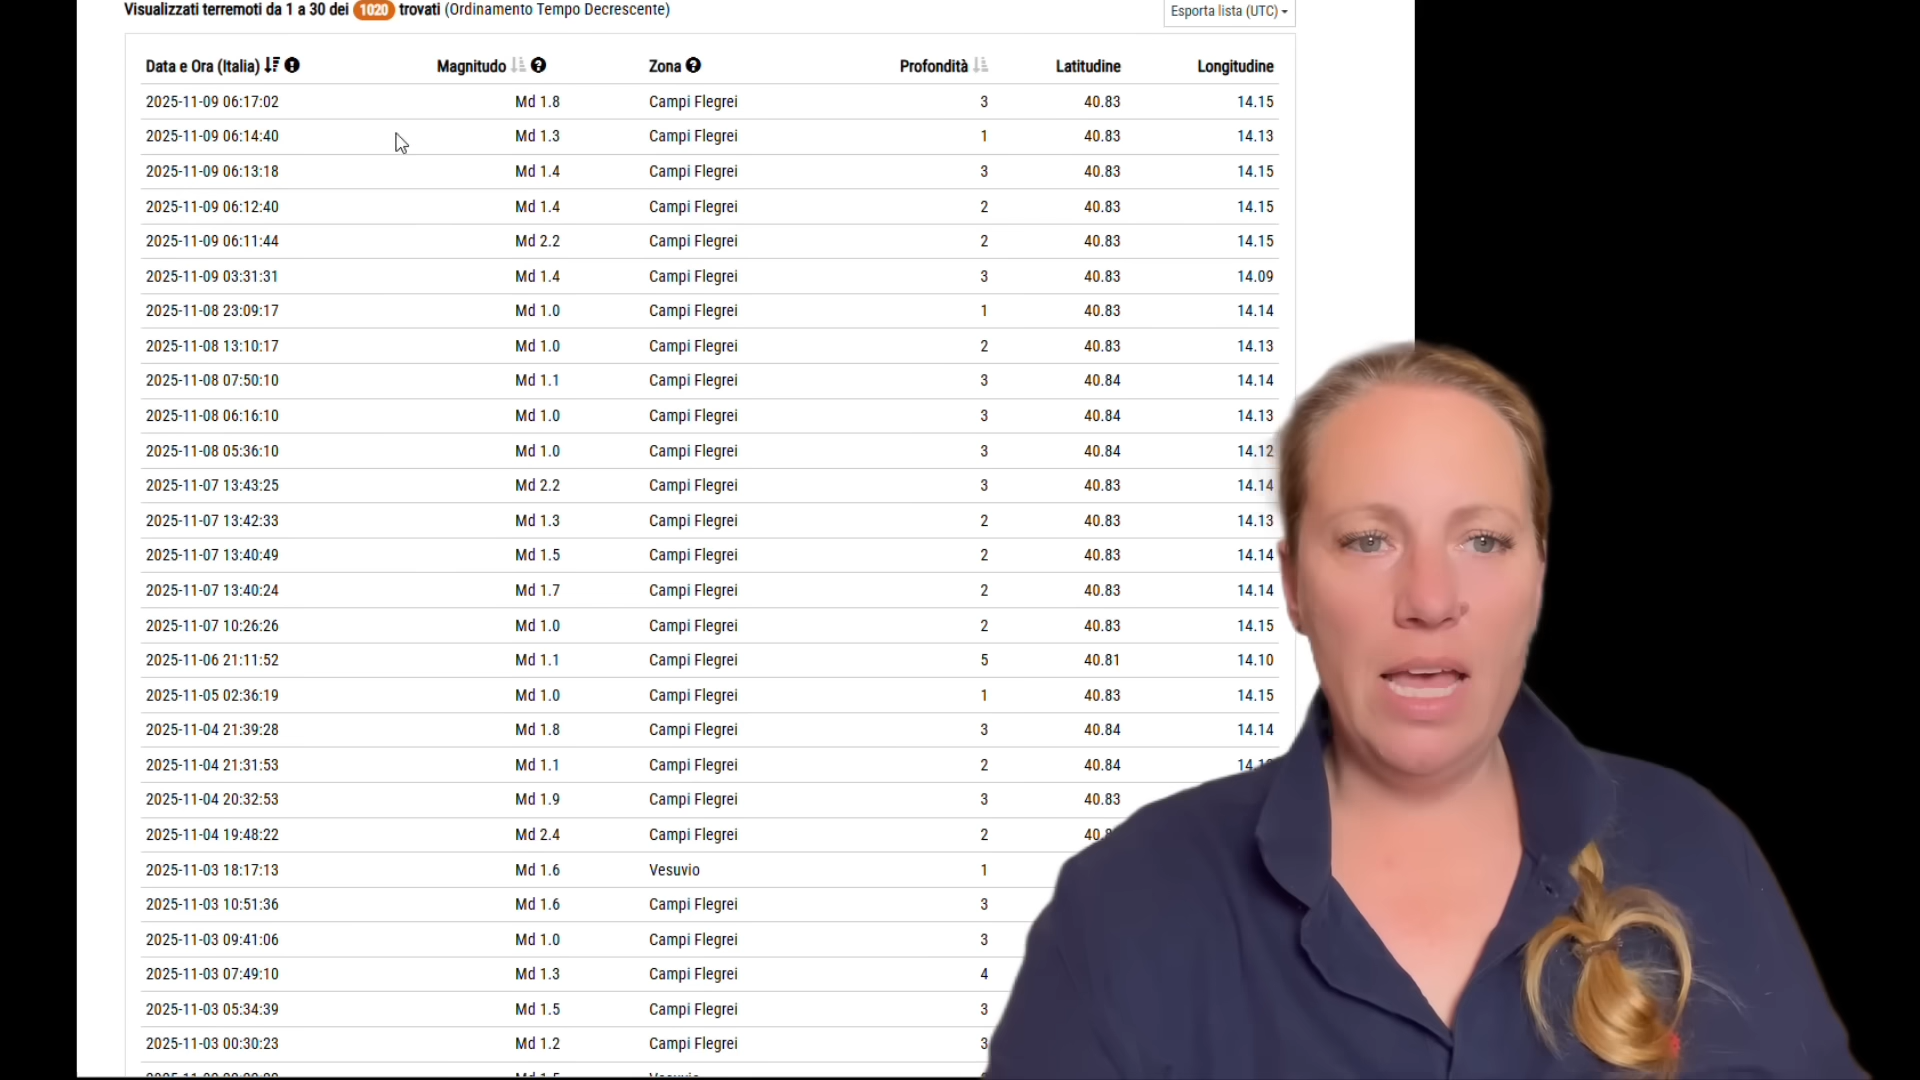 Visualizzati terremoti da 1 a 30 dei 1020 trovati (Ordinamento Tempo Decrescente)
Esporta lista (UTC)
Data e Ora (Italia) Magnitudo Zona Profondità Latitudine Longitudine
2025-11-09 06:17:02 Md 1.8 Campi Flegrei 3 40.83 14.15
2025-11-09 06:14:40 Md 1.3 Campi Flegrei 1 40.83 14.13
2025-11-09 06:13:18 Md 1.4 Campi Flegrei 3 40.83 14.15
2025-11-09 06:12:40 Md 1.4 Campi Flegrei 2 40.83 14.15
2025-11-09 06:11:44 Md 2.2 Campi Flegrei 2 40.83 14.15
2025-11-09 03:31:31 Md 1.4 Campi Flegrei 3 40.83 14.09
2025-11-08 23:09:17 Md 1.0 Campi Flegrei 1 40.83 14.14
2025-11-08 13:10:17 Md 1.0 Campi Flegrei 2 40.83 14.13
2025-11-08 07:50:10 Md 1.1 Campi Flegrei 3 40.84 14.14
2025-11-08 06:16:10 Md 1.0 Campi Flegrei 3 40.84 14.13
2025-11-08 05:36:10 Md 1.0 Campi Flegrei 3 40.84 14.12
2025-11-07 13:43:25 Md 2.2 Campi Flegrei 3 40.83 14.14
2025-11-07 13:42:33 Md 1.3 Campi Flegrei 2 40.83 14.13
2025-11-07 13:40:49 Md 1.5 Campi Flegrei 2 40.83 14.14
2025-11-07 13:40:24 Md 1.7 Campi Flegrei 2 40.83 14.14
2025-11-07 10:26:26 Md 1.0 Campi Flegrei 2 40.83 14.15
2025-11-06 21:11:52 Md 1.1 Campi Flegrei 5 40.81 14.10
2025-11-05 02:36:19 Md 1.0 Campi Flegrei 1 40.83 14.15
2025-11-04 21:39:28 Md 1.8 Campi Flegrei 3 40.84 14.14
2025-11-04 21:31:53 Md 1.1 Campi Flegrei 2 40.84
2025-11-04 20:32:53 Md 1.9 Campi Flegrei 3 40.83
2025-11-04 19:48:22 Md 2.4 Campi Flegrei 2
2025-11-03 18:17:13 Md 1.6 Vesuvio 1
2025-11-03 10:51:36 Md 1.6 Campi Flegrei 3
2025-11-03 09:41:06 Md 1.0 Campi Flegrei 3
2025-11-03 07:49:10 Md 1.3 Campi Flegrei 4
2025-11-03 05:34:39 Md 1.5 Campi Flegrei 3
2025-11-03 00:30:23 Md 1.2 Campi Flegrei 3